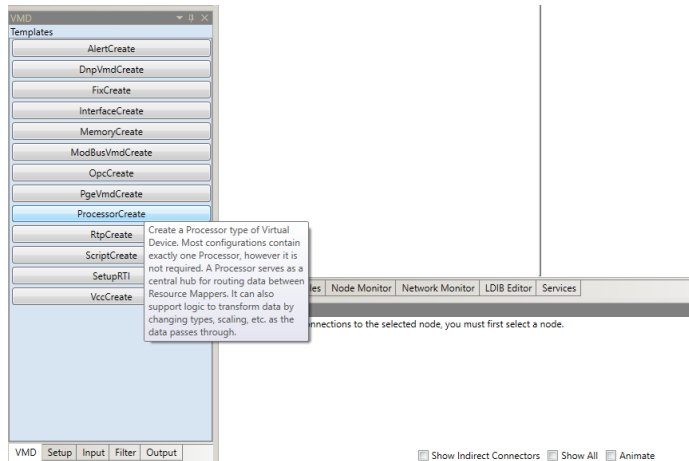 VMD
Templates
AlertCreate
DnpVmdCreate
FixCreate
InterfaceCreate
MemoryCreate
ModBusVmdCreate
OpcCreate
PgeVmdCreate
ProcessorCreate
RtpCreate
ScriptCreate
SetupRTI
VccCreate
Create a Processor type of Virtual
Device. Most configurations contain
exactly one Processor, however it is
not required. A Processor serves as a
central hub for routing data between
Resource Mappers. It can also
support logic to transform data by
changing types, scaling, etc. as the
data passes through.
les Node Monitor Network Monitor LDIB Editor Services
nnections to the selected node, you must first select a node.
VMD Setup Input Filter Output
Show Indirect Connectors Show All Animate